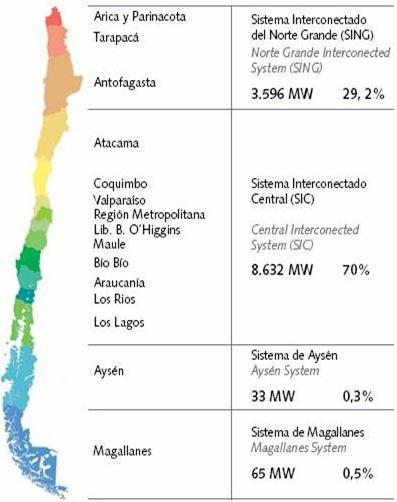 Arica y Parinacota
Tarapacá
Antofagasta
Sistema Interconectado
del Norte Grande (SING)
Norte Grande Interconected
System (SING)
3.596 MW 29, 2%
Atacama
Coquimbo
Valparaíso
Región Metropolitana
Lib. B. O'Higgins
Maule
Bío Bío
Araucanía
Los Rios
Los Lagos
Sistema Interconectado
Central (SIC)
Central Interconected
System (SIC)
8.632 MW 70%
Aysén
Sistema de Aysén
Aysén System
33 MW 0,3%
Magallanes
Sistema de Magallanes
Magallanes System
65 MW 0,5%